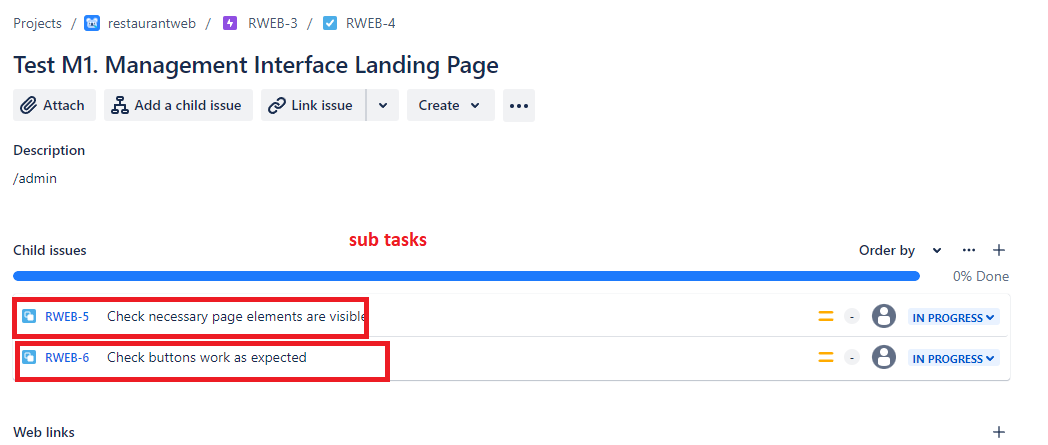 Projects / restaurantweb / RWEB-3 / RWEB-4
Test M1. Management Interface Landing Page
Attach Add a child issue Link issue Create
Description
/admin
sub tasks
Child issues Order by
0% Done
RWEB-5 Check necessary page elements are visible - IN PROGRESS
RWEB-6 Check buttons work as expected - IN PROGRESS
Web links